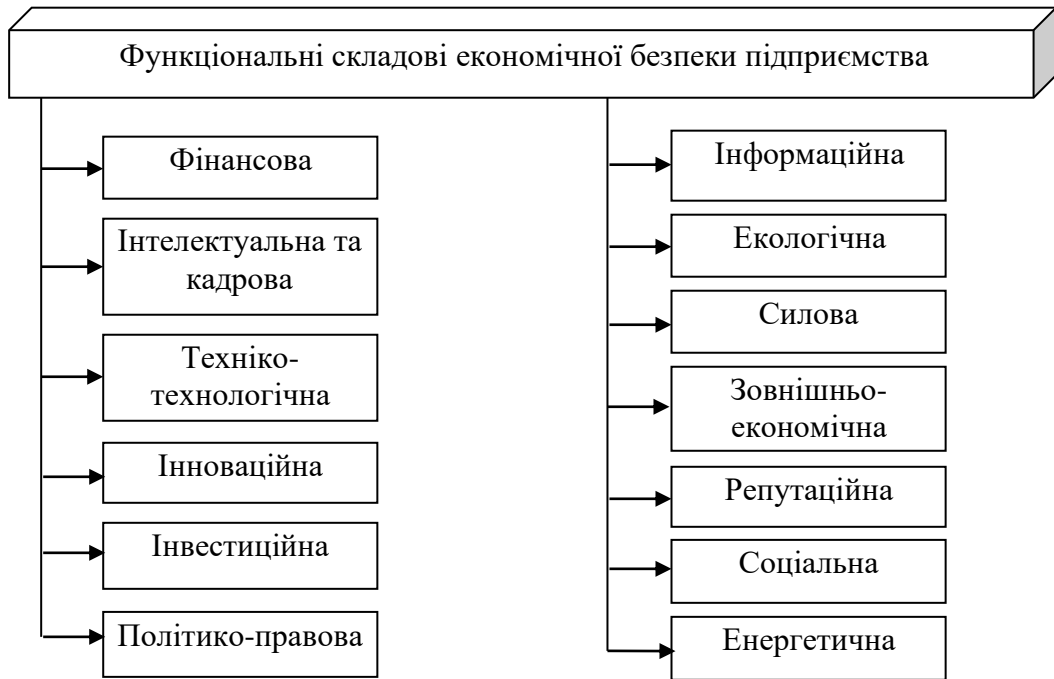 Функціональні складові економічної безпеки підприємства
Фінансова
Інтелектуальна та
кадрова
Техніко-
технологічна
Інноваційна
Інвестиційна
Політико-правова
Інформаційна
Екологічна
Силова
Зовнішньо-
економічна
Репутаційна
Соціальна
Енергетична